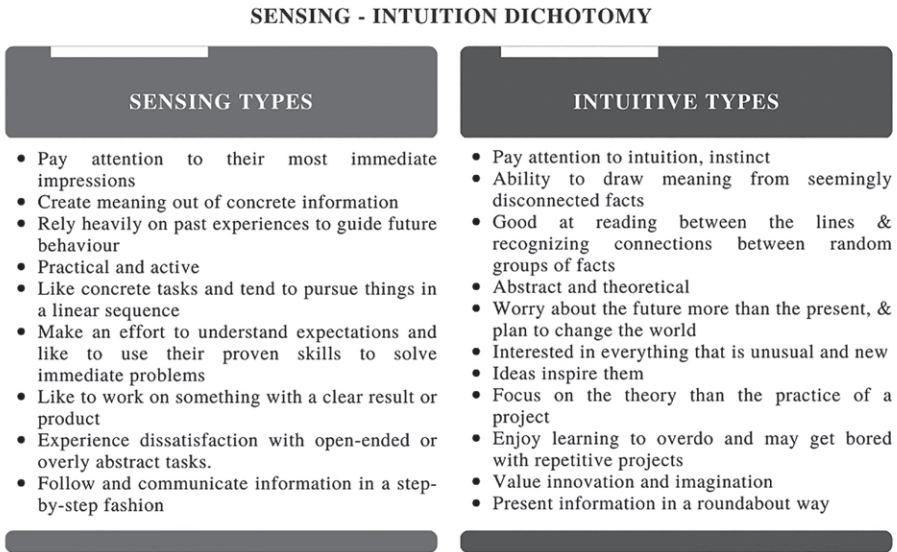 SENSING - INTUITION DICHOTOMY
SENSING TYPES
• Pay attention to their most immediate
impressions
• Create meaning out of concrete information
• Rely heavily on past experiences to guide future
behaviour
• Practical and active
• Like concrete tasks and tend to pursue things in
a linear sequence
• Make an effort to understand expectations and
like to use their proven skills to solve
immediate problems
• Like to work on something with a clear result or
product
• Experience dissatisfaction with open-ended or
overly abstract tasks.
• Follow and communicate information in a step-
by-step fashion
INTUITIVE TYPES
• Pay attention to intuition, instinct
• Ability to draw meaning from seemingly
disconnected facts
• Good at reading between the lines &
recognizing connections between random
groups of facts
• Abstract and theoretical
• Worry about the future more than the present, &
plan to change the world
• Interested in everything that is unusual and new
• Ideas inspire them
• Focus on the theory than the practice of a
project
• Enjoy learning to overdo and may get bored
with repetitive projects
• Value innovation and imagination
• Present information in a roundabout way